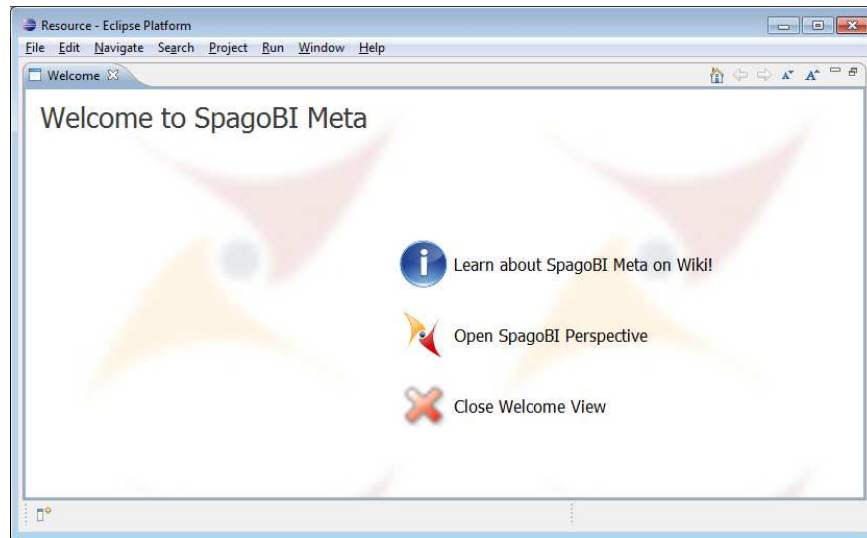 Resource - Eclipse Platform
File Edit Navigate Search Project Run Window Help
Welcome
Welcome to SpagoBI Meta
Learn about SpagoBI Meta on Wiki!
Open SpagoBI Perspective
Close Welcome View